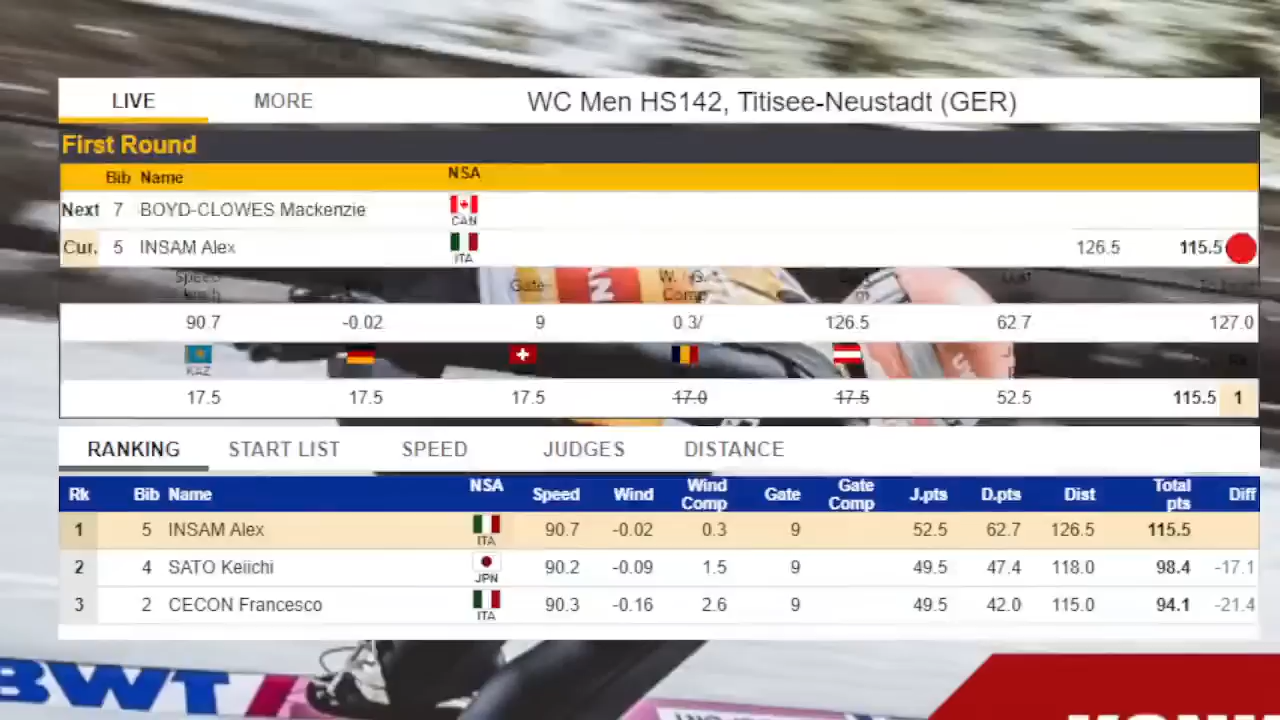 LIVE MORE WC Men HS142, Titisee-Neustadt (GER)
First Round
Bib Name NSA
Next 7 BOYD-CLOWES Mackenzie CAN
Cur. 5 INSAM Alex ITA 126.5 115.5
Speed Gate
km/h Comp
90.7 -0.02 9 0.3/ 126.5 62.7 127.0
KAZ
17.5 17.5 17.5 17.0 17.5 52.5 115.5 1
RANKING START LIST SPEED JUDGES DISTANCE
Rk Bib Name NSA Speed Wind Wind Comp Gate Gate Comp J.pts D.pts Dist Total pts Diff
1 5 INSAM Alex ITA 90.7 -0.02 0.3 9 52.5 62.7 126.5 115.5
2 4 SATO Keiichi JPN 90.2 -0.09 1.5 9 49.5 47.4 118.0 98.4 -17.1
3 2 CECON Francesco ITA 90.3 -0.16 2.6 9 49.5 42.0 115.0 94.1 -21.4
BWT